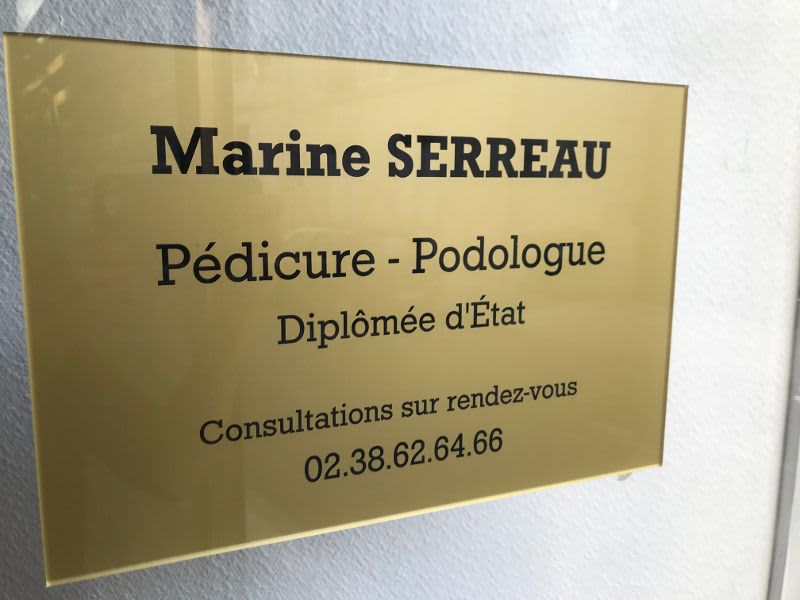 Marine SERREAU
Pédicure - Podologue
Diplômée d'État
Consultations sur rendez-vous
02.38.62.64.66